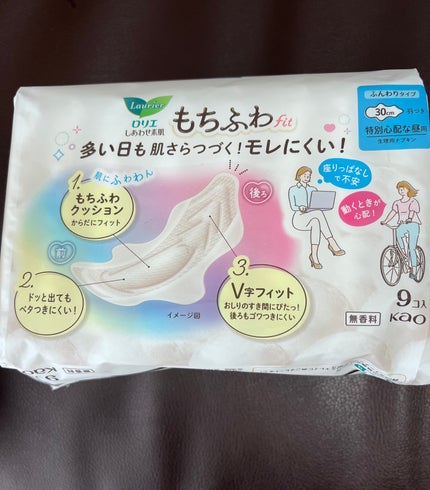 Laurier
ロリエ
しあわせ素肌
もちふわfit
多い日も肌さらつづく!モレにくい!
ふんわりタイプ
30cm
羽つき
特別心配な昼用
生理用ナプキン
肌にふわわん
1.
もちふわ
クッション
からだにフィット
後ろ
座りっぱなし
で不安
動くときが
心配!
前
2.
ドッと出ても
ベタつきにくい!
3.
V字フィット
おしりのすき間にぴたっ!
後ろもゴワつきにくい
イメージ図
9コ入
無香料
Kao